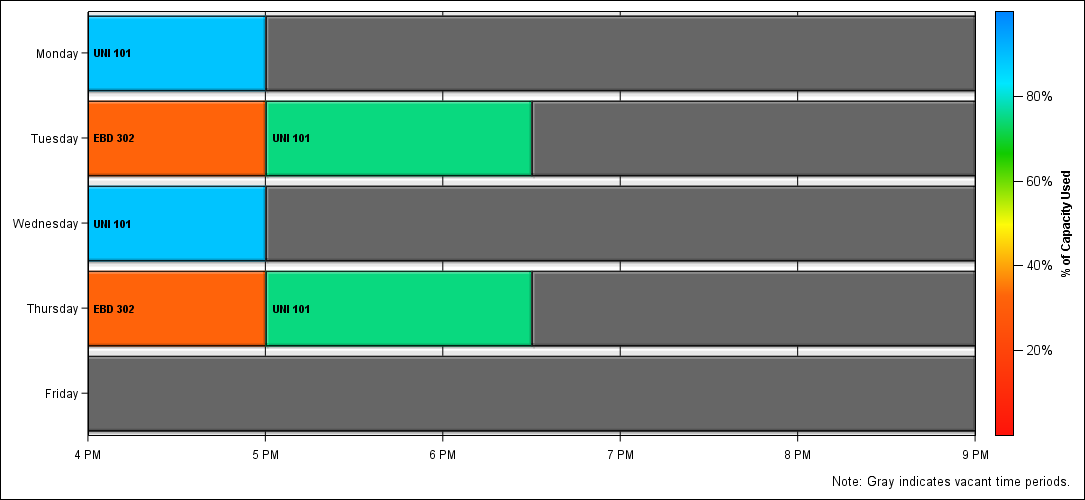 Monday
UNI 101
Tuesday
EBD 302
UNI 101
Wednesday
UNI 101
Thursday
EBD 302
UNI 101
Friday
4 PM
5 PM
6 PM
7 PM
8 PM
9 PM
80%
60%
40%
20%
% of Capacity Used
Note: Gray indicates vacant time periods.